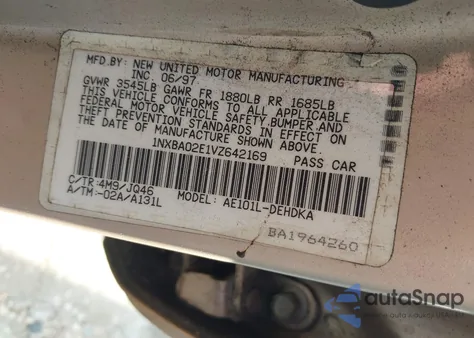 MFD.BY: NEW UNITED MOTOR MANUFACTURING
INC. 06/97
GVWR 3545LB GAWR FR 1880LB RR 1685LB
THIS VEHICLE CONFORMS TO ALL APPLICABLE
FEDERAL MOTOR VEHICLE SAFETY,BUMPER,AND
THEFT PREVENTION STANDARDS IN EFFECT ON
THE DATE OF MANUFACTURE SHOWN ABOVE.
1NXBA02E1VZ642169 PASS CAR
C/TR:4M9/JQ46 MODEL: AE101L-DEHDKA
A/TM:-02A/A131L
BA1964260
autoSnap